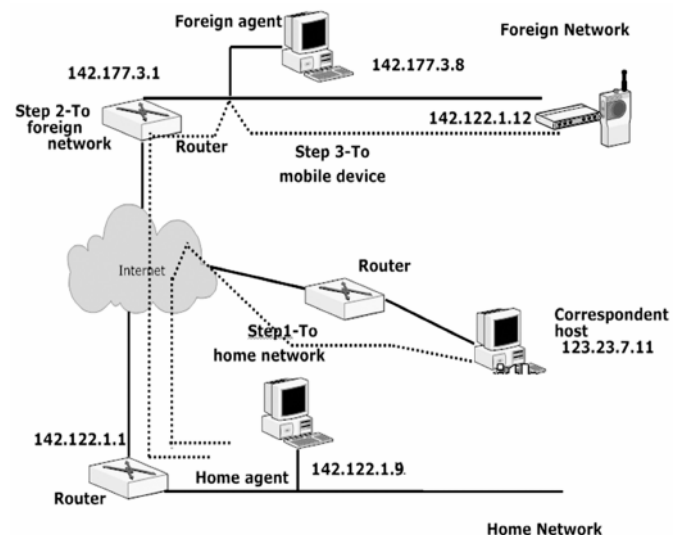 Foreign agent
Foreign Network
142.177.3.1
142.177.3.8
Step 2-To
foreign
network
Router
142.122.1.12
Step 3-To
mobile device
Internet
Router
Step1-To
home network
Correspondent
host
123.23.7.11
142.122.1.1
Home agent
142.122.1.9.
Router
Home Network